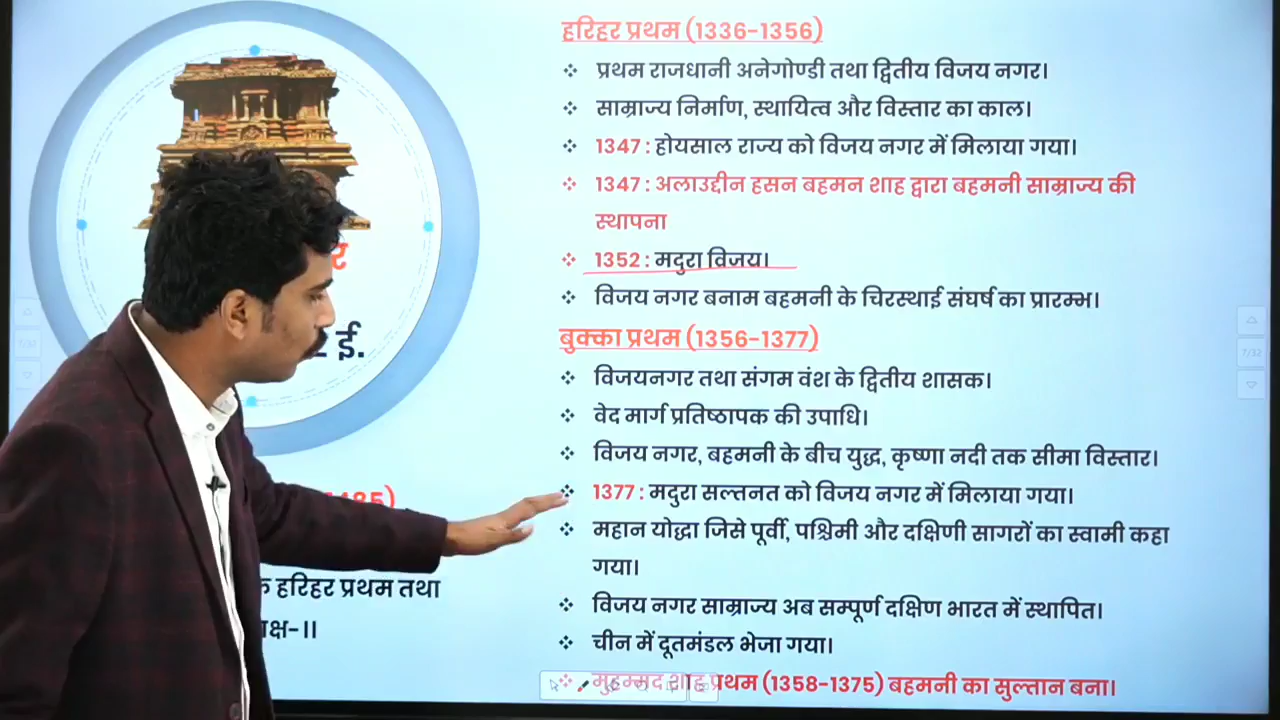 हरिहर प्रथम (1336-1356)
❖ प्रथम राजधानी अनेगोण्डी तथा द्वितीय विजय नगर।
❖ साम्राज्य निर्माण, स्थायित्व और विस्तार का काल।
❖ 1347 : होयसाल राज्य को विजय नगर में मिलाया गया।
❖ 1347 : अलाउद्दीन हसन बहमन शाह द्वारा बहमनी साम्राज्य की
स्थापना
❖ 1352 : मदुरा विजय।
❖ विजय नगर बनाम बहमनी के चिरस्थाई संघर्ष का प्रारम्भ।
बुक्का प्रथम (1356-1377)
❖ विजयनगर तथा संगम वंश के द्वितीय शासक।
❖ वेद मार्ग प्रतिष्ठापक की उपाधि।
❖ विजय नगर, बहमनी के बीच युद्ध, कृष्णा नदी तक सीमा विस्तार।
❖ 1377 : मदुरा सल्तनत को विजय नगर में मिलाया गया।
❖ महान योद्धा जिसे पूर्वी, पश्चिमी और दक्षिणी सागरों का स्वामी कहा
गया।
❖ विजय नगर साम्राज्य अब सम्पूर्ण दक्षिण भारत में स्थापित।
❖ चीन में दूतमंडल भेजा गया।
❖ मुहम्मद शाह प्रथम (1358-1375) बहमनी का सुल्तान बना।
ई.
हरिहर प्रथम तथा
7/32